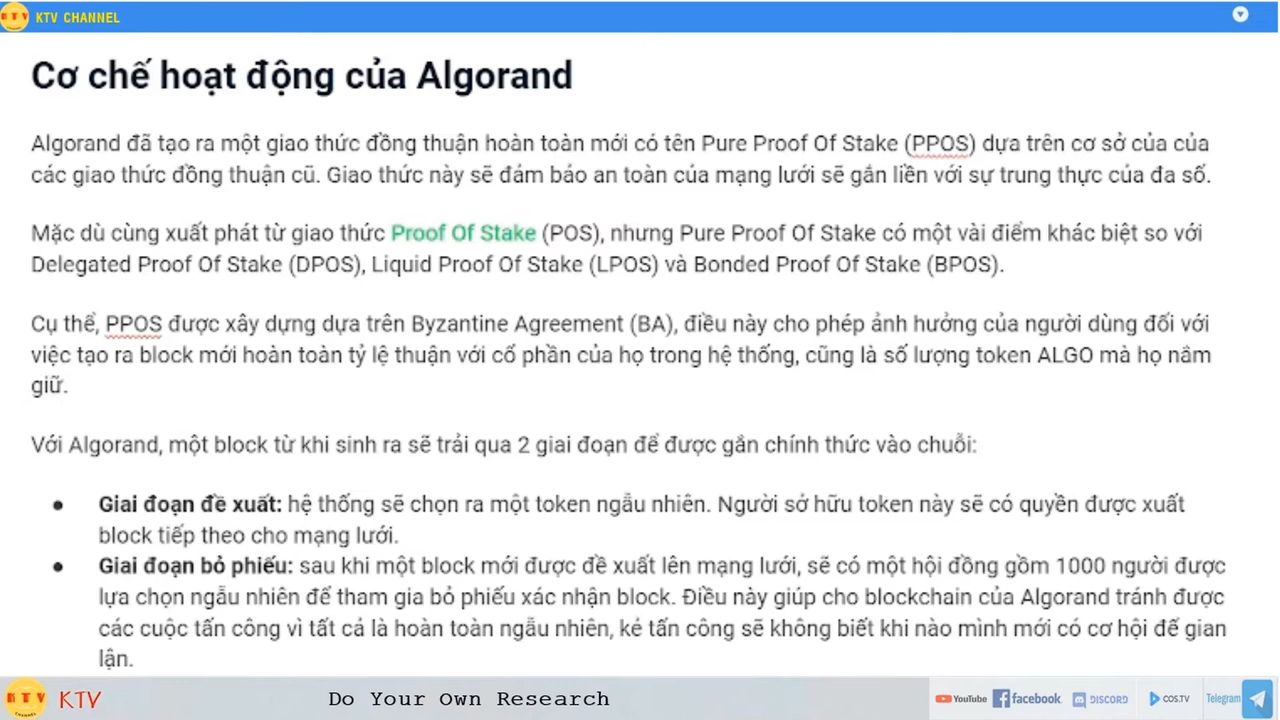 KTV CHANNEL
Cơ chế hoạt động của Algorand
Algorand đã tạo ra một giao thức đồng thuận hoàn toàn mới có tên Pure Proof Of Stake (PPOS) dựa trên cơ sở của của
các giao thức đồng thuận cũ. Giao thức này sẽ đảm bảo an toàn của mạng lưới sẽ gắn liền với sự trung thực của đa số.
Mặc dù cùng xuất phát từ giao thức Proof Of Stake (POS), nhưng Pure Proof Of Stake có một vài điểm khác biệt so với
Delegated Proof Of Stake (DPOS), Liquid Proof Of Stake (LPOS) và Bonded Proof Of Stake (BPOS).
Cụ thể, PPOS được xây dựng dựa trên Byzantine Agreement (BA), điều này cho phép ảnh hưởng của người dùng đối với
việc tạo ra block mới hoàn toàn tỷ lệ thuận với cổ phần của họ trong hệ thống, cũng là số lượng token ALGO mà họ nắm
giữ.
Với Algorand, một block từ khi sinh ra sẽ trải qua 2 giai đoạn để được gắn chính thức vào chuỗi:
● Giai đoạn đề xuất: hệ thống sẽ chọn ra một token ngẫu nhiên. Người sở hữu token này sẽ có quyền được xuất
block tiếp theo cho mạng lưới.
● Giai đoạn bỏ phiếu: sau khi một block mới được đề xuất lên mạng lưới, sẽ có một hội đồng gồm 1000 người được
lựa chọn ngẫu nhiên để tham gia bỏ phiếu xác nhận block. Điều này giúp cho blockchain của Algorand tránh được
các cuộc tấn công vì tất cả là hoàn toàn ngẫu nhiên, kẻ tấn công sẽ không biết khi nào mình mới có cơ hội để gian
lận.
KTV CHANNEL
KTV
Do Your Own Research
YouTube
facebook
DISCORD
COS.TV
Telegram